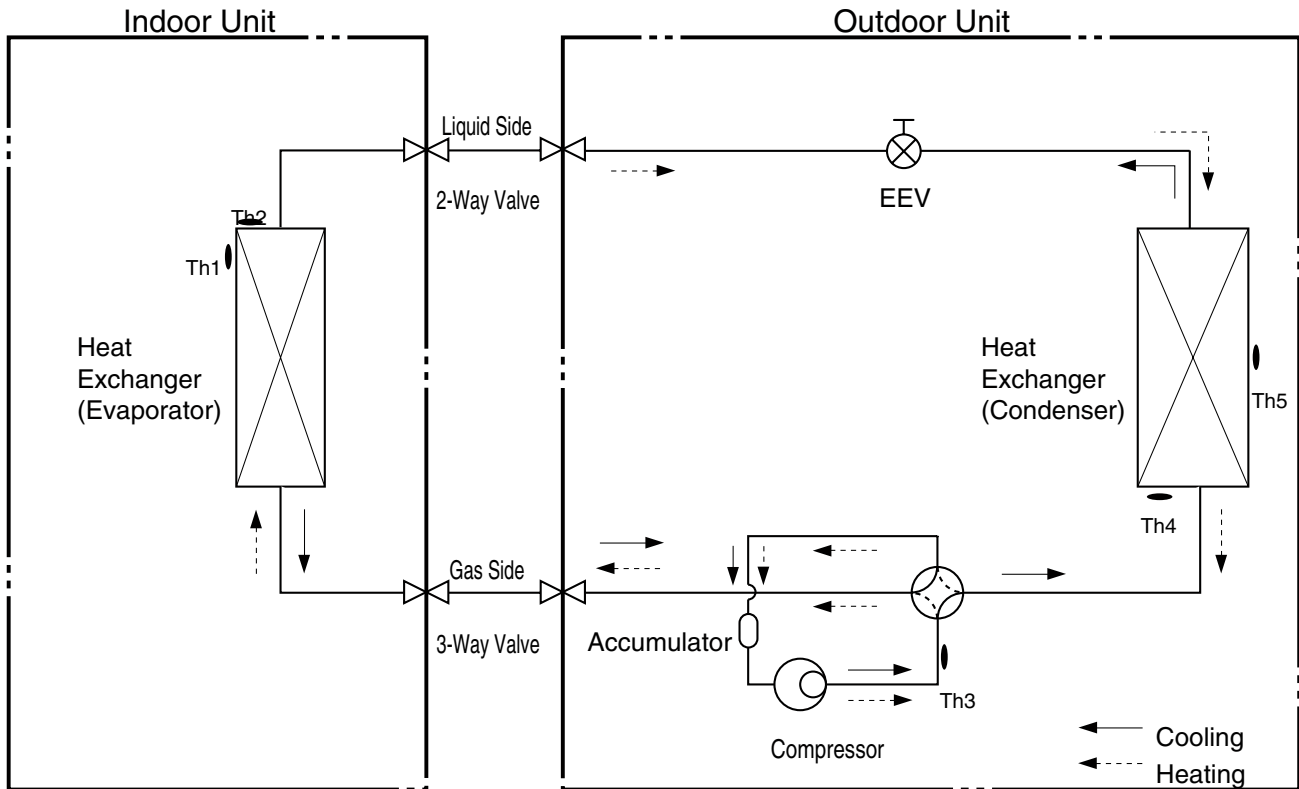 Indoor Unit
Outdoor Unit
Liquid Side
2-Way Valve
EEV
Th2
Th1
Heat
Exchanger
(Evaporator)
Heat
Exchanger
(Condenser)
Th5
Th4
Gas Side
3-Way Valve
Accumulator
Th3
Compressor
Cooling
Heating